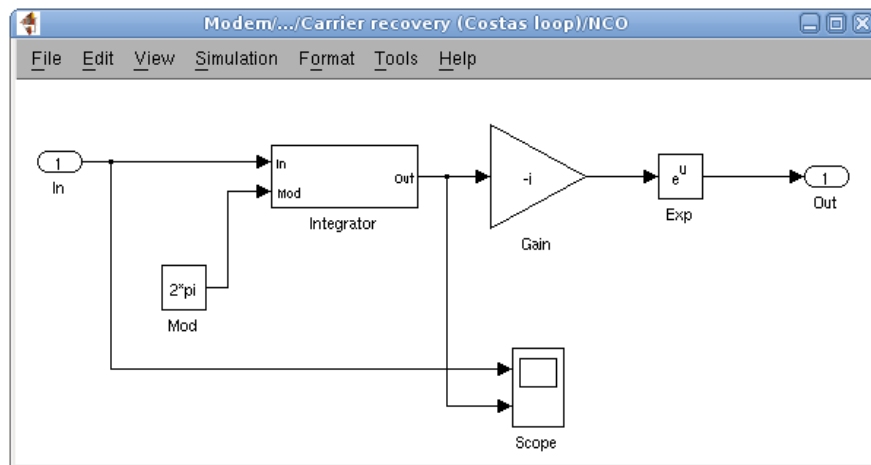 Modem/.../Carrier recovery (Costas loop)/NCO
File Edit View Simulation Format Tools Help
1
In
In
Mod
Out
Integrator
2*pi
Mod
-i
Gain
e^u
Exp
1
Out
Scope